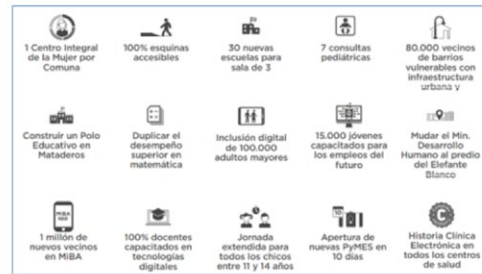 1 Centro Integral
de la Mujer por
Comuna
100% esquinas
accesibles
30 nuevas
escuelas para
sala de 3
7 consultas
pediátricas
80.000 vecinos
de barrios
vulnerables con
infraestructura
urbana y
Construir un Polo
Educativo en
Mataderos
Duplicar el
desempeño
superior en
matemática
Inclusión digital
de 100.000
adultos mayores
15.000 jóvenes
capacitados para
los empleos del
futuro
Mudar el Min.
Desarrollo
Humano al predio
del Elefante
Blanco
MiBA
1 millón de
nuevos vecinos
en MiBA
100% docentes
capacitados en
tecnologías
digitales
Jornada
extendida para
todos los chicos
entre 11 y 14 años
10
Apertura de
nuevas PyMES en
10 días
Historia Clínica
Electrónica en
todos los centros
de salud